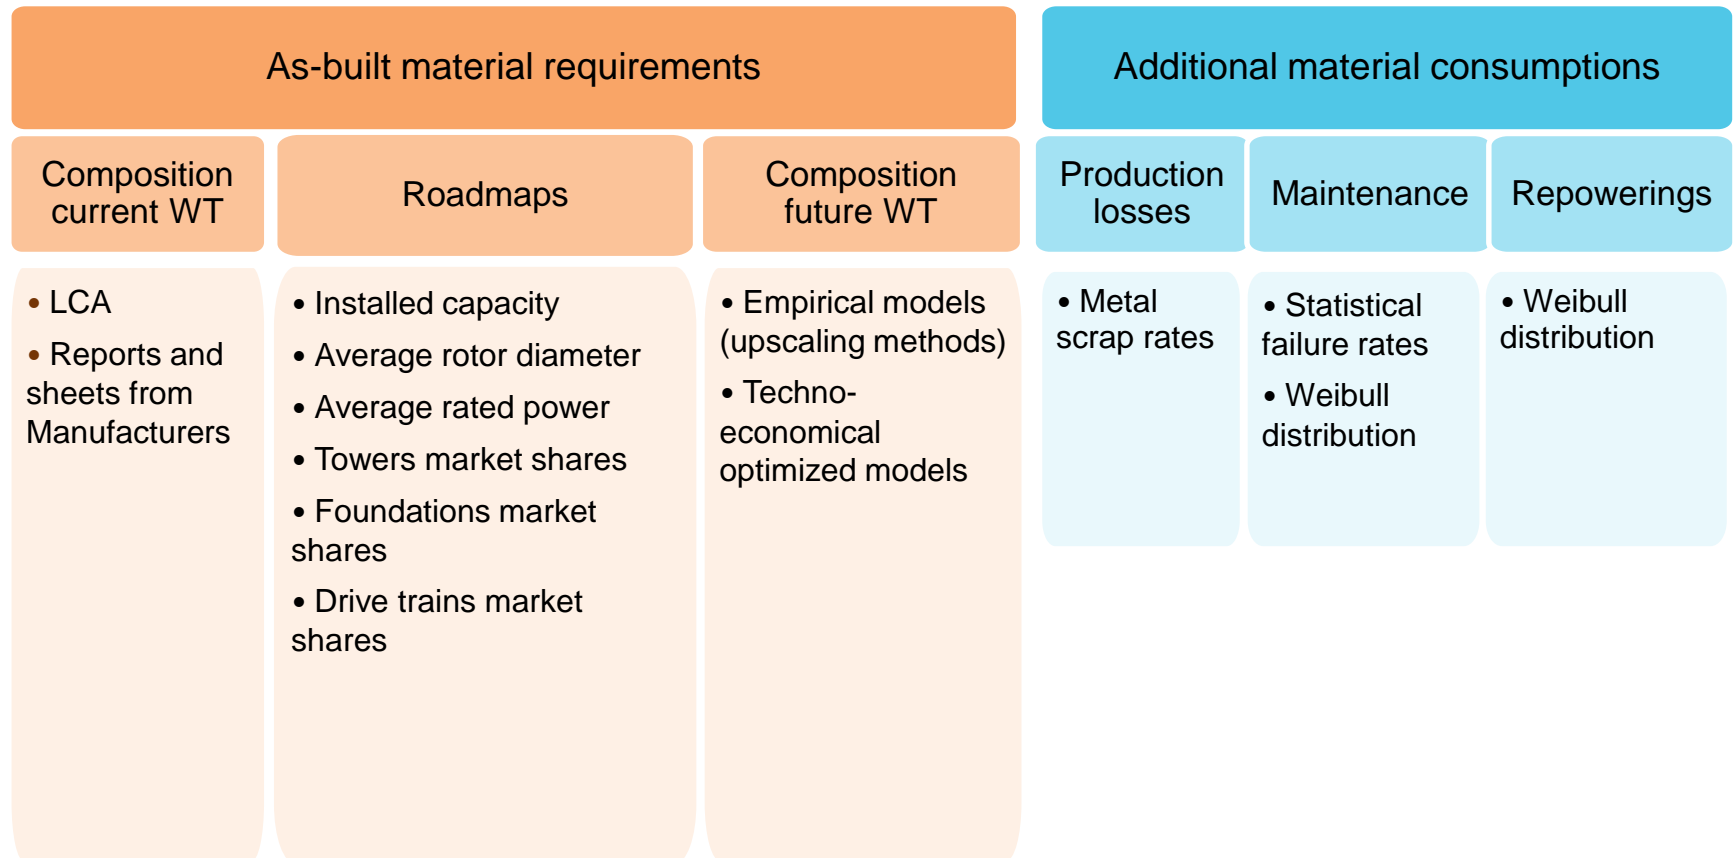 As-built material requirements
Additional material consumptions
Composition
current WT
Roadmaps
Composition
future WT
Production
losses
Maintenance
Repowerings
• LCA
• Reports and
sheets from
Manufacturers
• Installed capacity
• Average rotor diameter
• Average rated power
• Towers market shares
• Foundations market
shares
• Drive trains market
shares
• Empirical models
(upscaling methods)
• Techno-
economical
optimized models
• Metal
scrap rates
• Statistical
failure rates
• Weibull
distribution
• Weibull
distribution